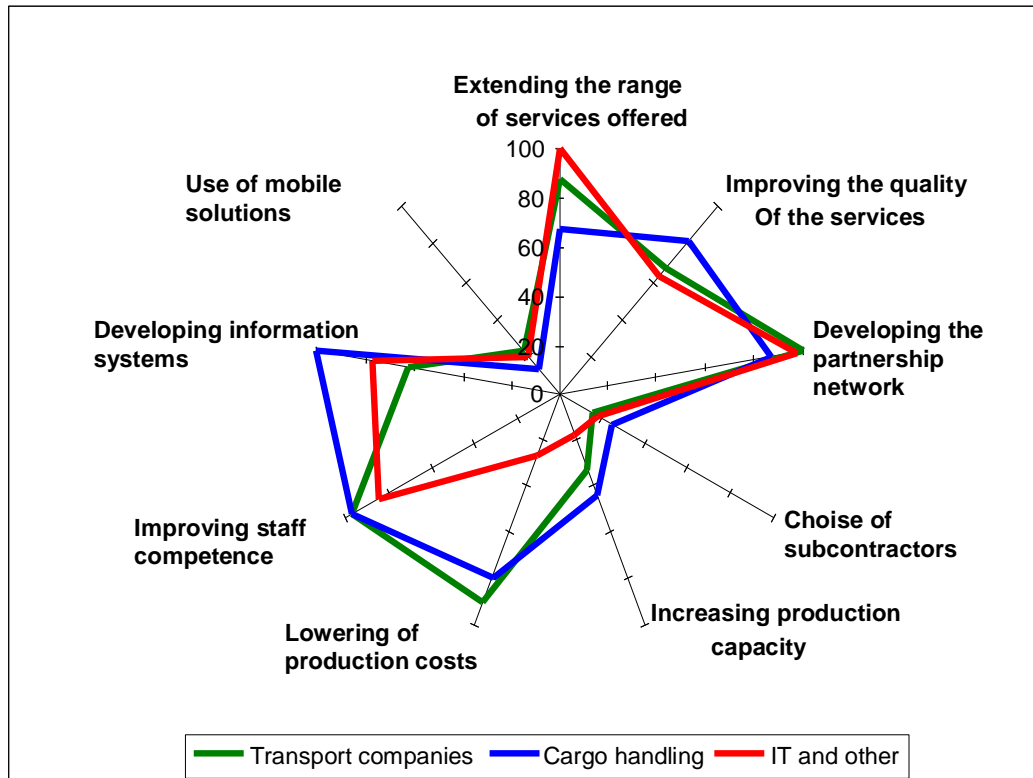 Extending the range
of services offered
100
80
60
40
20
0
Improving the quality
Of the services
Developing the
partnership
network
Choise of
subcontractors
Increasing production
capacity
Lowering of
production costs
Improving staff
competence
Developing information
systems
Use of mobile
solutions
Transport companies
Cargo handling
IT and other